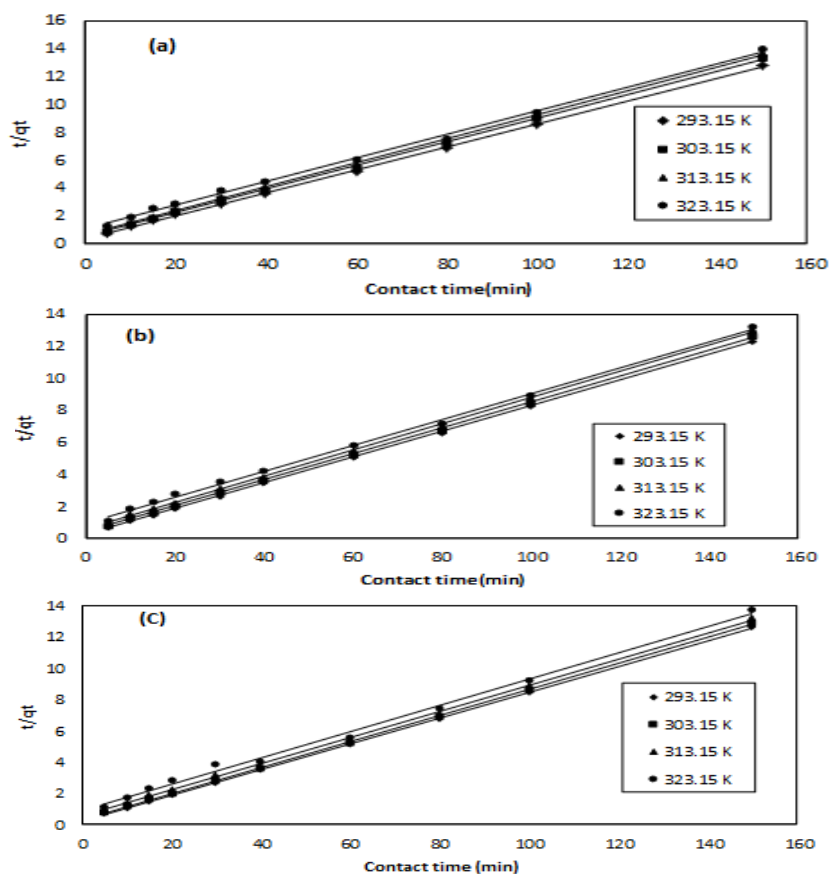 16
14
12
10
8
6
4
2
0
t/qt
(a)
293.15 K
303.15 K
313.15 K
323.15 K
0 20 40 60 80 100 120 140 160
Contact time(min)
14
12
10
8
6
4
2
0
t/qt
(b)
293.15 K
303.15 K
313.15 K
323.15 K
0 20 40 60 80 100 120 140 160
Contact time(min)
14
12
10
8
6
4
2
0
t/qt
(C)
293.15 K
303.15 K
313.15 K
323.15 K
0 20 40 60 80 100 120 140 160
Contact time (min)